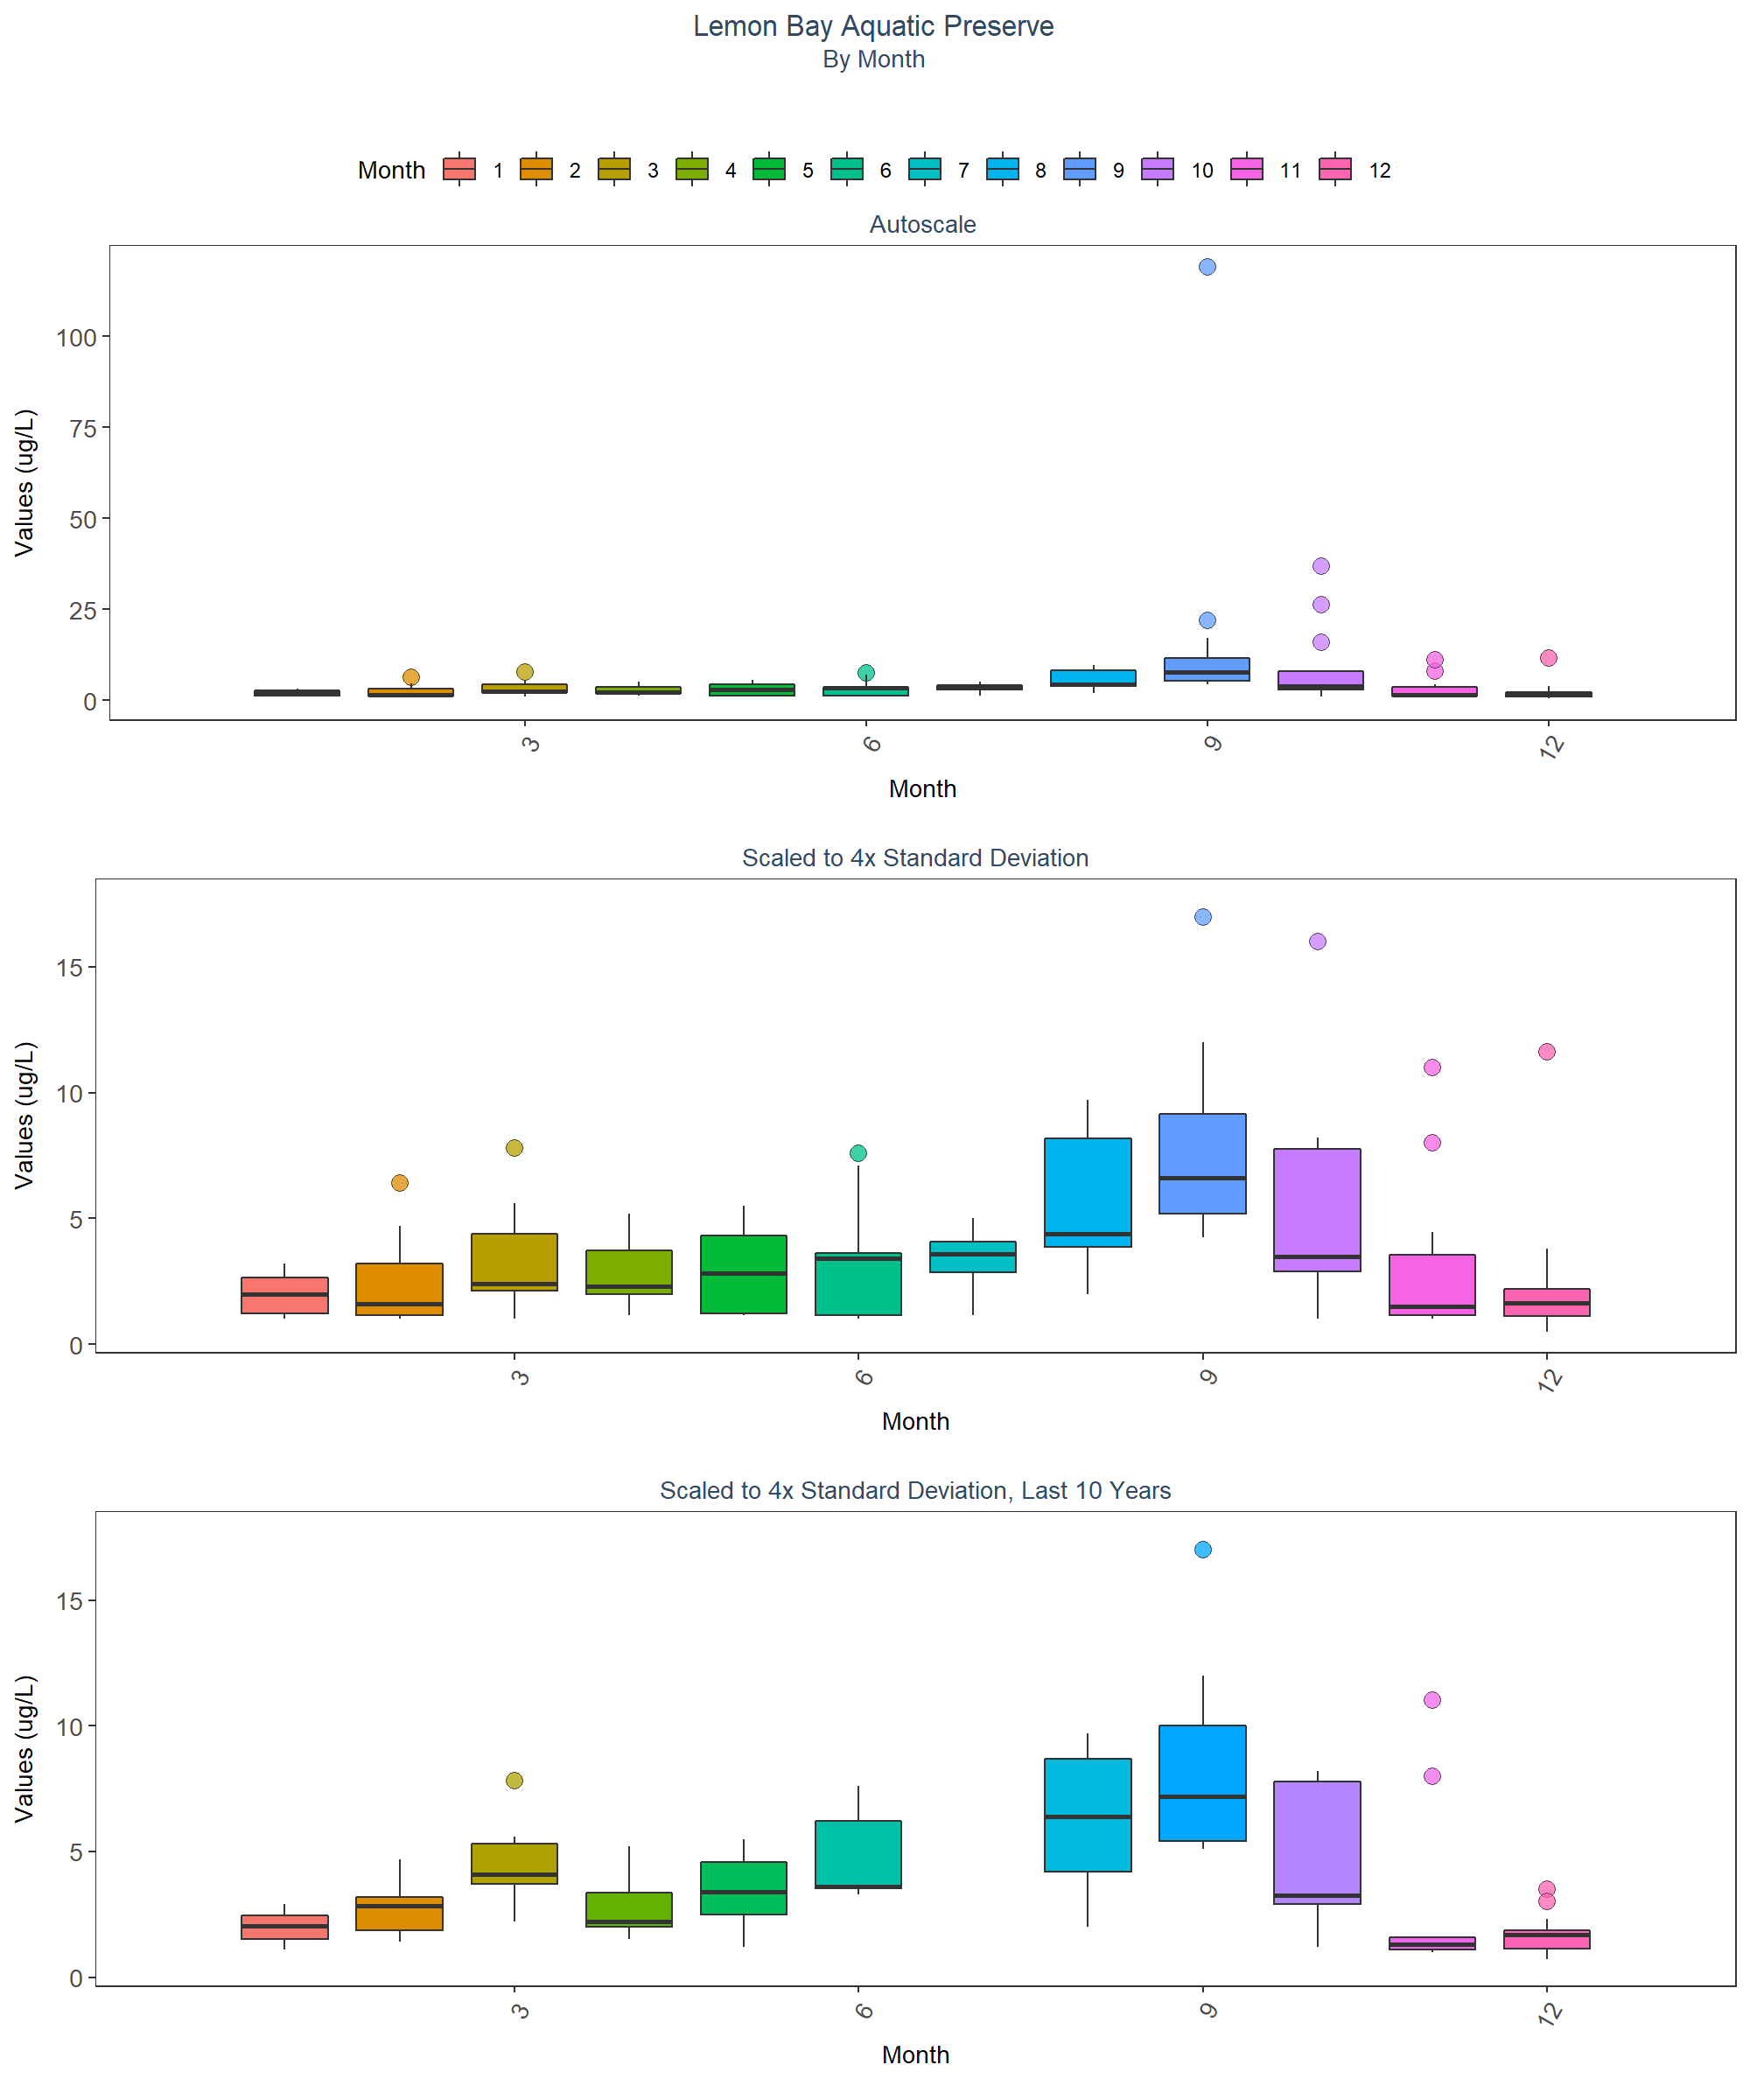 Lemon Bay Aquatic Preserve
By Month
Month 1 2 3 4 5 6 7 8 9 10 11 12
Autoscale
Values (ug/L)
100
75
50
25
0
3 6 9 12
Month
Scaled to 4x Standard Deviation
Values (ug/L)
15
10
5
0
3 6 9 12
Month
Scaled to 4x Standard Deviation, Last 10 Years
Values (ug/L)
15
10
5
0
3 6 9 12
Month